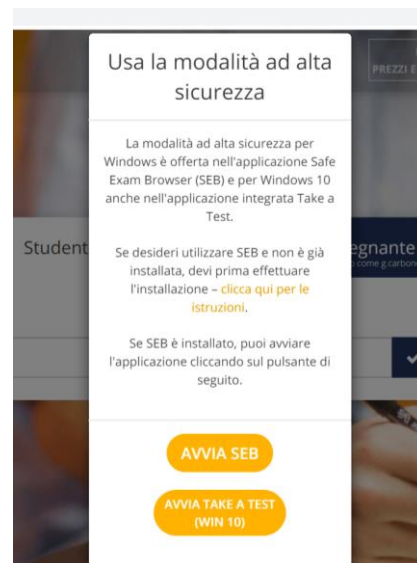 Usa la modalità ad alta
sicurezza
PREZZI E
La modalità ad alta sicurezza per
Windows è offerta nell'applicazione Safe
Exam Browser (SEB) e per Windows 10
anche nell'applicazione integrata Take a
Test.
Student
egnante
o come g.carbon
Se desideri utilizzare SEB e non è già
installata, devi prima effettuare
l'installazione – clicca qui per le
istruzioni.
Se SEB è installato, puoi avviare
l'applicazione cliccando sul pulsante di
seguito.
AVVIA SEB
AVVIA TAKE A TEST
(WIN 10)